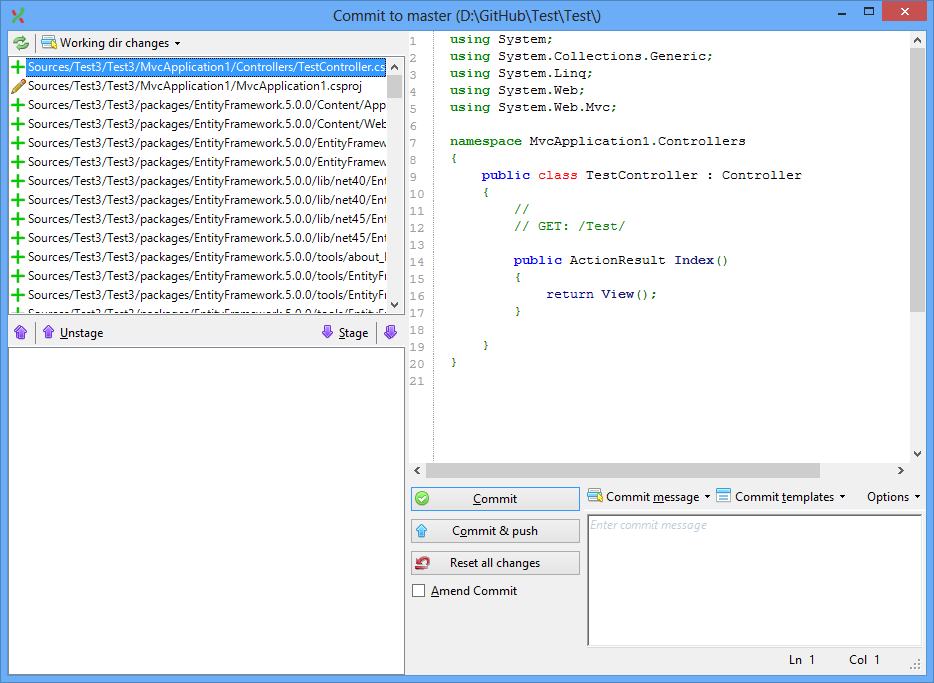 Commit to master (D:\GitHub\Test\Test\)
Working dir changes
Sources/Test3/Test3/MvcApplication1/Controllers/TestController.cs
Sources/Test3/Test3/MvcApplication1/MvcApplication1.csproj
Sources/Test3/Test3/packages/EntityFramework.5.0.0/Content/App
Sources/Test3/Test3/packages/EntityFramework.5.0.0/Content/Web
Sources/Test3/Test3/packages/EntityFramework.5.0.0/EntityFramew
Sources/Test3/Test3/packages/EntityFramework.5.0.0/EntityFramew
Sources/Test3/Test3/packages/EntityFramework.5.0.0/lib/net40/Ent
Sources/Test3/Test3/packages/EntityFramework.5.0.0/lib/net40/Ent
Sources/Test3/Test3/packages/EntityFramework.5.0.0/lib/net45/Ent
Sources/Test3/Test3/packages/EntityFramework.5.0.0/lib/net45/Ent
Sources/Test3/Test3/packages/EntityFramework.5.0.0/tools/about_
Sources/Test3/Test3/packages/EntityFramework.5.0.0/tools/EntityFr
Sources/Test3/Test3/packages/EntityFramework.5.0.0/tools/EntityFr
Unstage
Stage
1 using System;
2 using System.Collections.Generic;
3 using System.Linq;
4 using System.Web;
5 using System.Web.Mvc;
6
7 namespace MvcApplication1.Controllers
8 {
9 public class TestController : Controller
10 {
11 //
12 // GET: /Test/
13
14 public ActionResult Index()
15 {
16 return View();
17 }
18
19 }
20 }
21
Commit
Commit & push
Reset all changes
Amend Commit
Commit message
Commit templates
Options
Enter commit message
Ln 1
Col 1